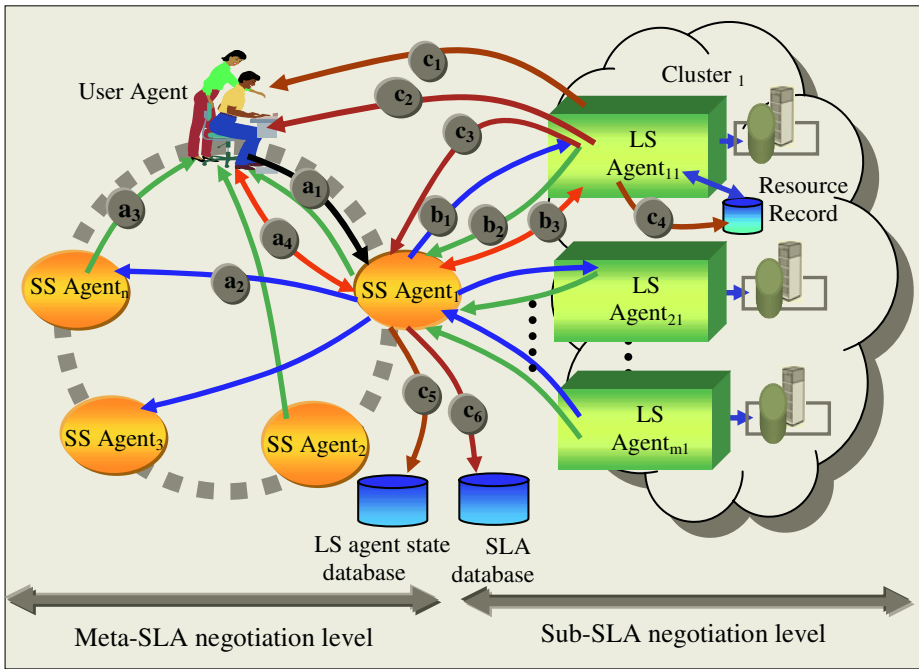 c1
Cluster 1
User Agent
c2
c3
LS
Agent11
a1
b1
Resource
Record
a3
b2
b3
c4
a4
SS Agentn
a2
SS Agent1
LS
Agent21
c5
c6
LS
Agentm1
SS Agent3
SS Agent2
LS agent state
database
SLA
database
Meta-SLA negotiation level
Sub-SLA negotiation level